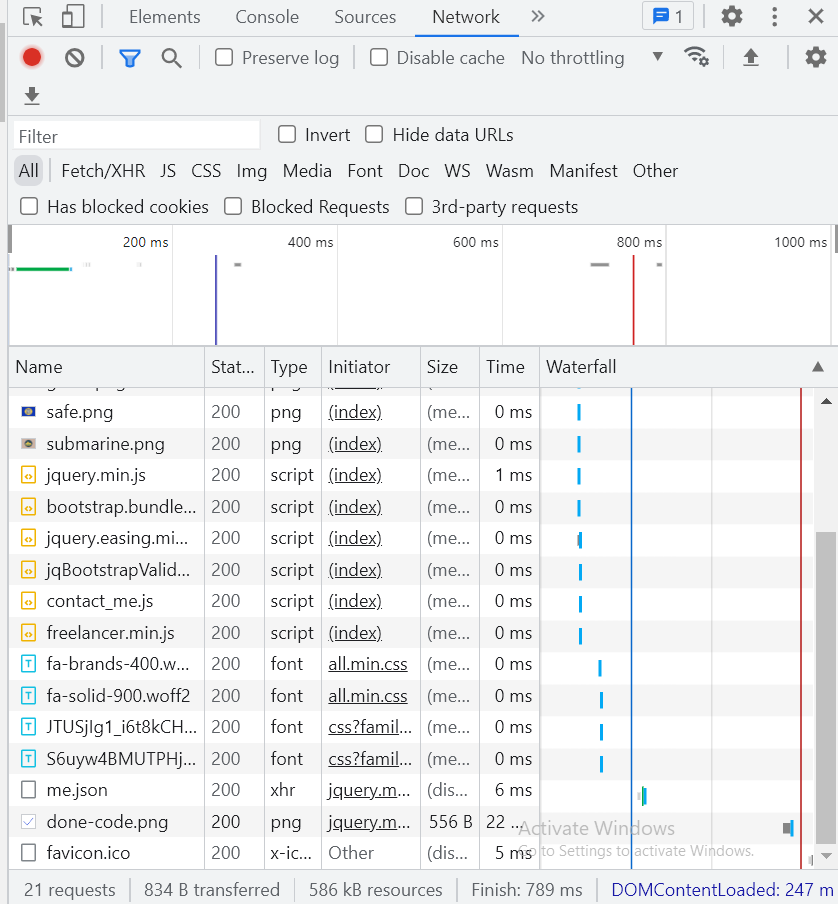 Elements Console Sources Network 1
Preserve log Disable cache No throttling
Filter Invert Hide data URLs
All Fetch/XHR JS CSS Img Media Font Doc WS Wasm Manifest Other
Has blocked cookies Blocked Requests 3rd-party requests
200 ms 400 ms 600 ms 800 ms 1000 ms
Name Stat... Type Initiator Size Time Waterfall
safe.png 200 png (index) (me... 0 ms
submarine.png 200 png (index) (me... 0 ms
jquery.min.js 200 script (index) (me... 1 ms
bootstrap.bundle... 200 script (index) (me... 0 ms
jquery.easing.mi... 200 script (index) (me... 0 ms
jqBootstrapValid... 200 script (index) (me... 0 ms
contact_me.js 200 script (index) (me... 0 ms
freelancer.min.js 200 script (index) (me... 0 ms
fa-brands-400.w... 200 font all.min.css (me... 0 ms
fa-solid-900.woff2 200 font all.min.css (me... 0 ms
JTUSjIg1_i6t8kCH... 200 font css?famil... (me... 0 ms
S6uyw4BMUTPHj... 200 font css?famil... (me... 0 ms
me.json 200 xhr jquery.m... (dis... 6 ms
done-code.png 200 png jquery.m... 556 B 22 ...
Activate Windows
favicon.ico 200 x-ic... Other (dis... 5 ms
Go to Settings to activate Windows.
21 requests 834 B transferred 586 kB resources Finish: 789 ms DOMContentLoaded: 247 m